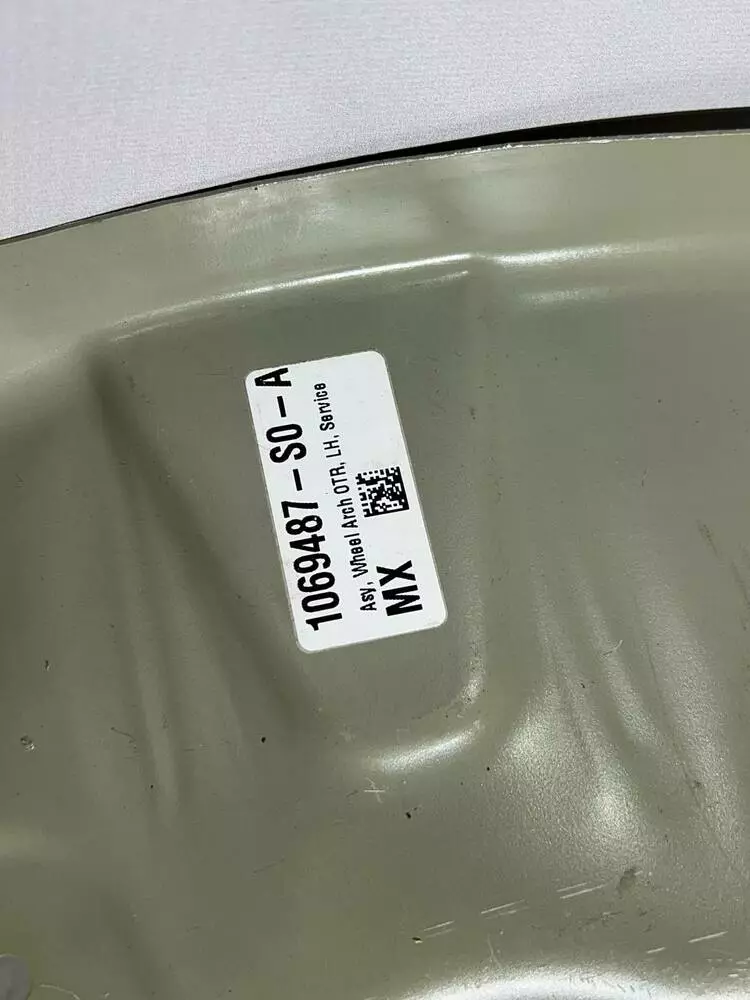 1069487-S0-A
Asy, Wheel Arch OTR, LH, Service
MX